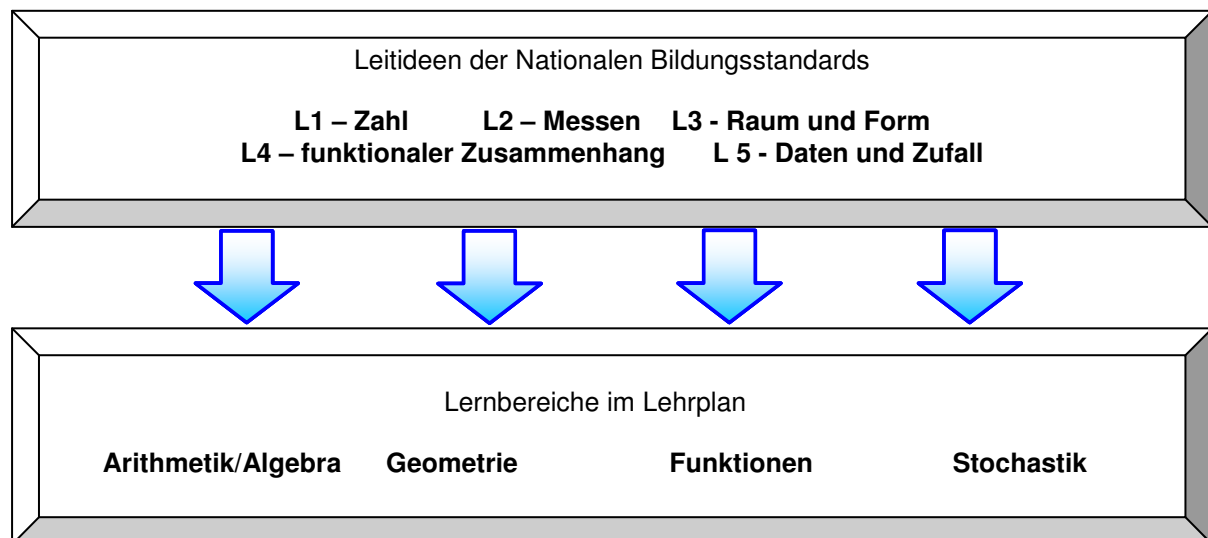 Leitideen der Nationalen Bildungsstandards
L1 – Zahl L2 – Messen L3 - Raum und Form
L4 – funktionaler Zusammenhang L 5 - Daten und Zufall
Lernbereiche im Lehrplan
Arithmetik/Algebra Geometrie Funktionen Stochastik